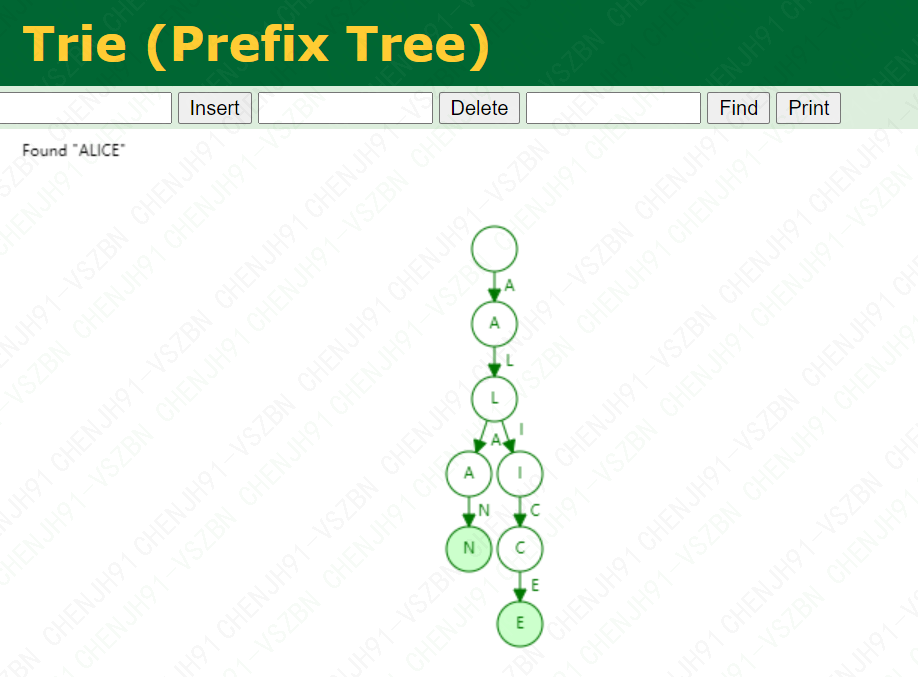 Trie (Prefix Tree)
Insert Delete Find Print
Found "ALICE"
A
A
L
L
A I
A I
N C
N C
E
E
CHENJH91-VSZBN